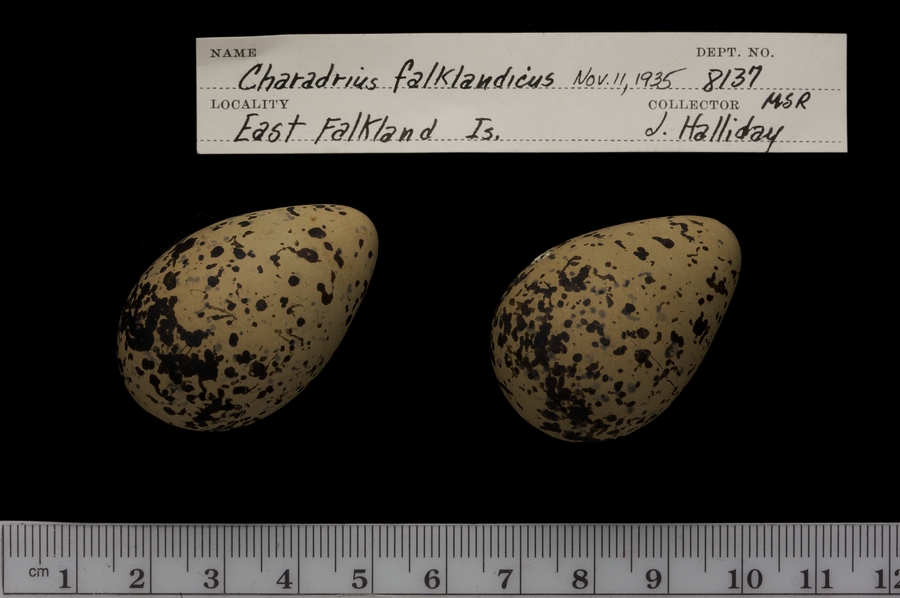 NAME DEPT. NO.
Charadrius falklandicus Nov. 11, 1935 8137
LOCALITY COLLECTOR MSR
East Falkland Is. J. Halliday
cm 1 2 3 4 5 6 7 8 9 10 11 12